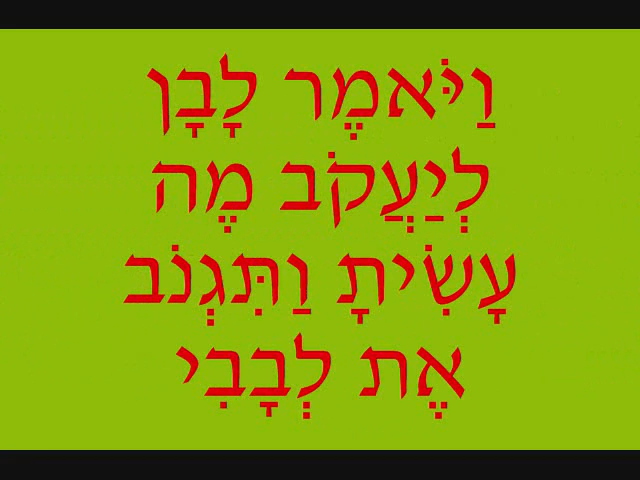 וַיֹּאמֶר לָבָן
לְיַעֲקֹב מֶה
עָשִׂיתָ וַתִּגְנֹב
אֶת לְבָבִי